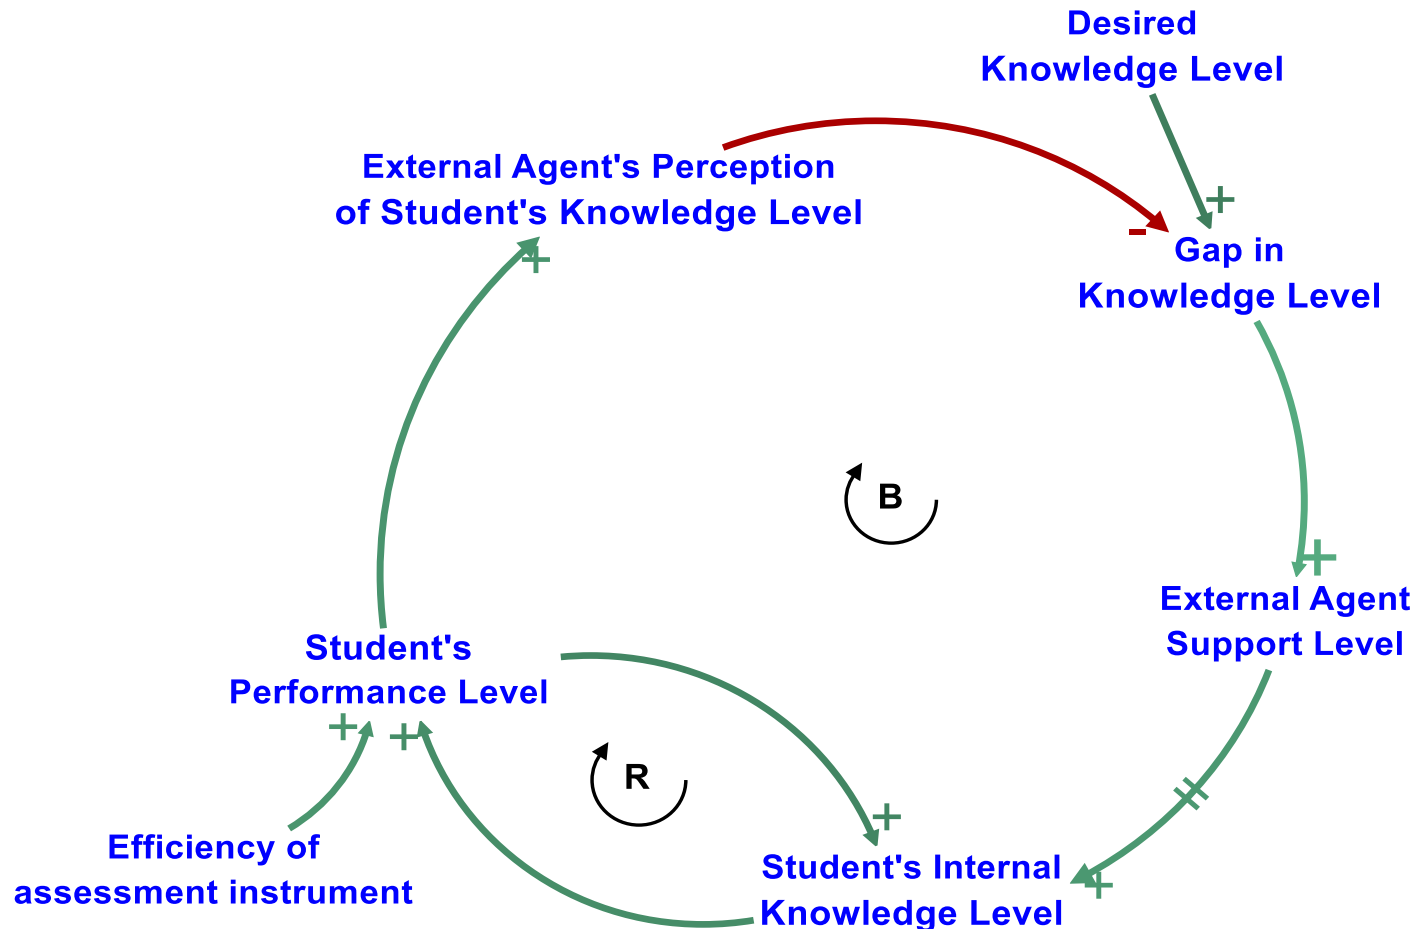 Desired
Knowledge Level
External Agent's Perception
of Student's Knowledge Level
+
-
Gap in
Knowledge Level
+
B
+
External Agent
Support Level
Student's
Performance Level
+
+
R
+
Efficiency of
assessment instrument
Student's Internal
Knowledge Level
+